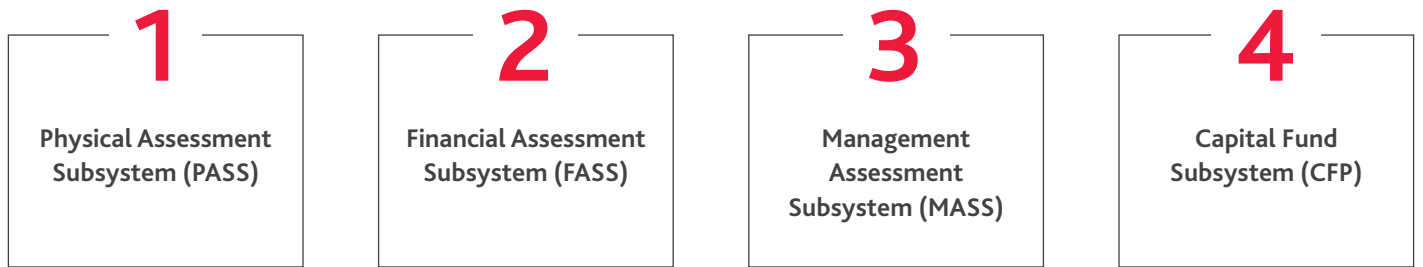 1
Physical Assessment
Subsystem (PASS)
2
Financial Assessment
Subsystem (FASS)
3
Management
Assessment
Subsystem (MASS)
4
Capital Fund
Subsystem (CFP)